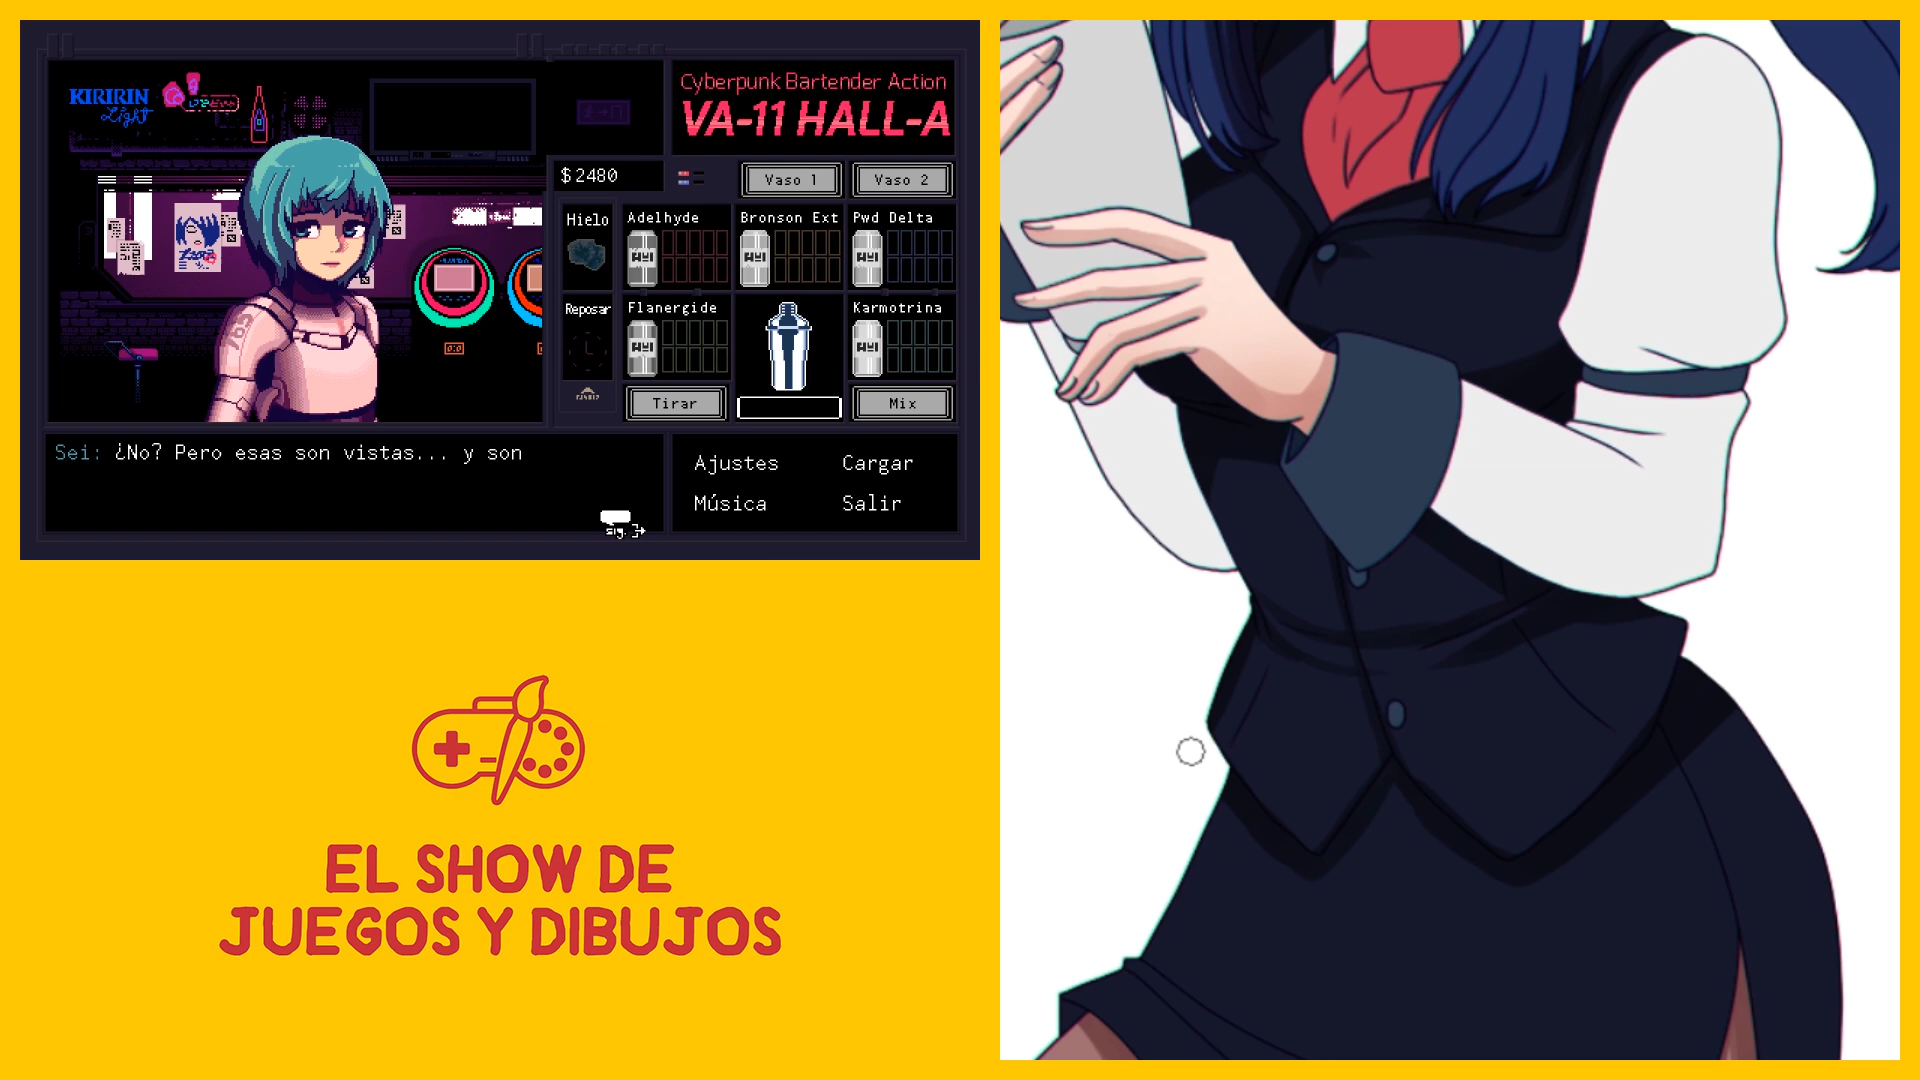 KIRIRIN
Light
Cyberpunk Bartender Action
VA-11 HALL-A
$ 2480
Vaso 1
Vaso 2
Hielo
Adelhyde
Bronson Ext
Pwd Delta
Reposar
Flanergide
Karmotrina
Tirar
Mix
785
Sei: ¿No? Pero esas son vistas... y son
sig.
Ajustes
Cargar
Música
Salir
EL SHOW DE
JUEGOS Y DIBUJOS